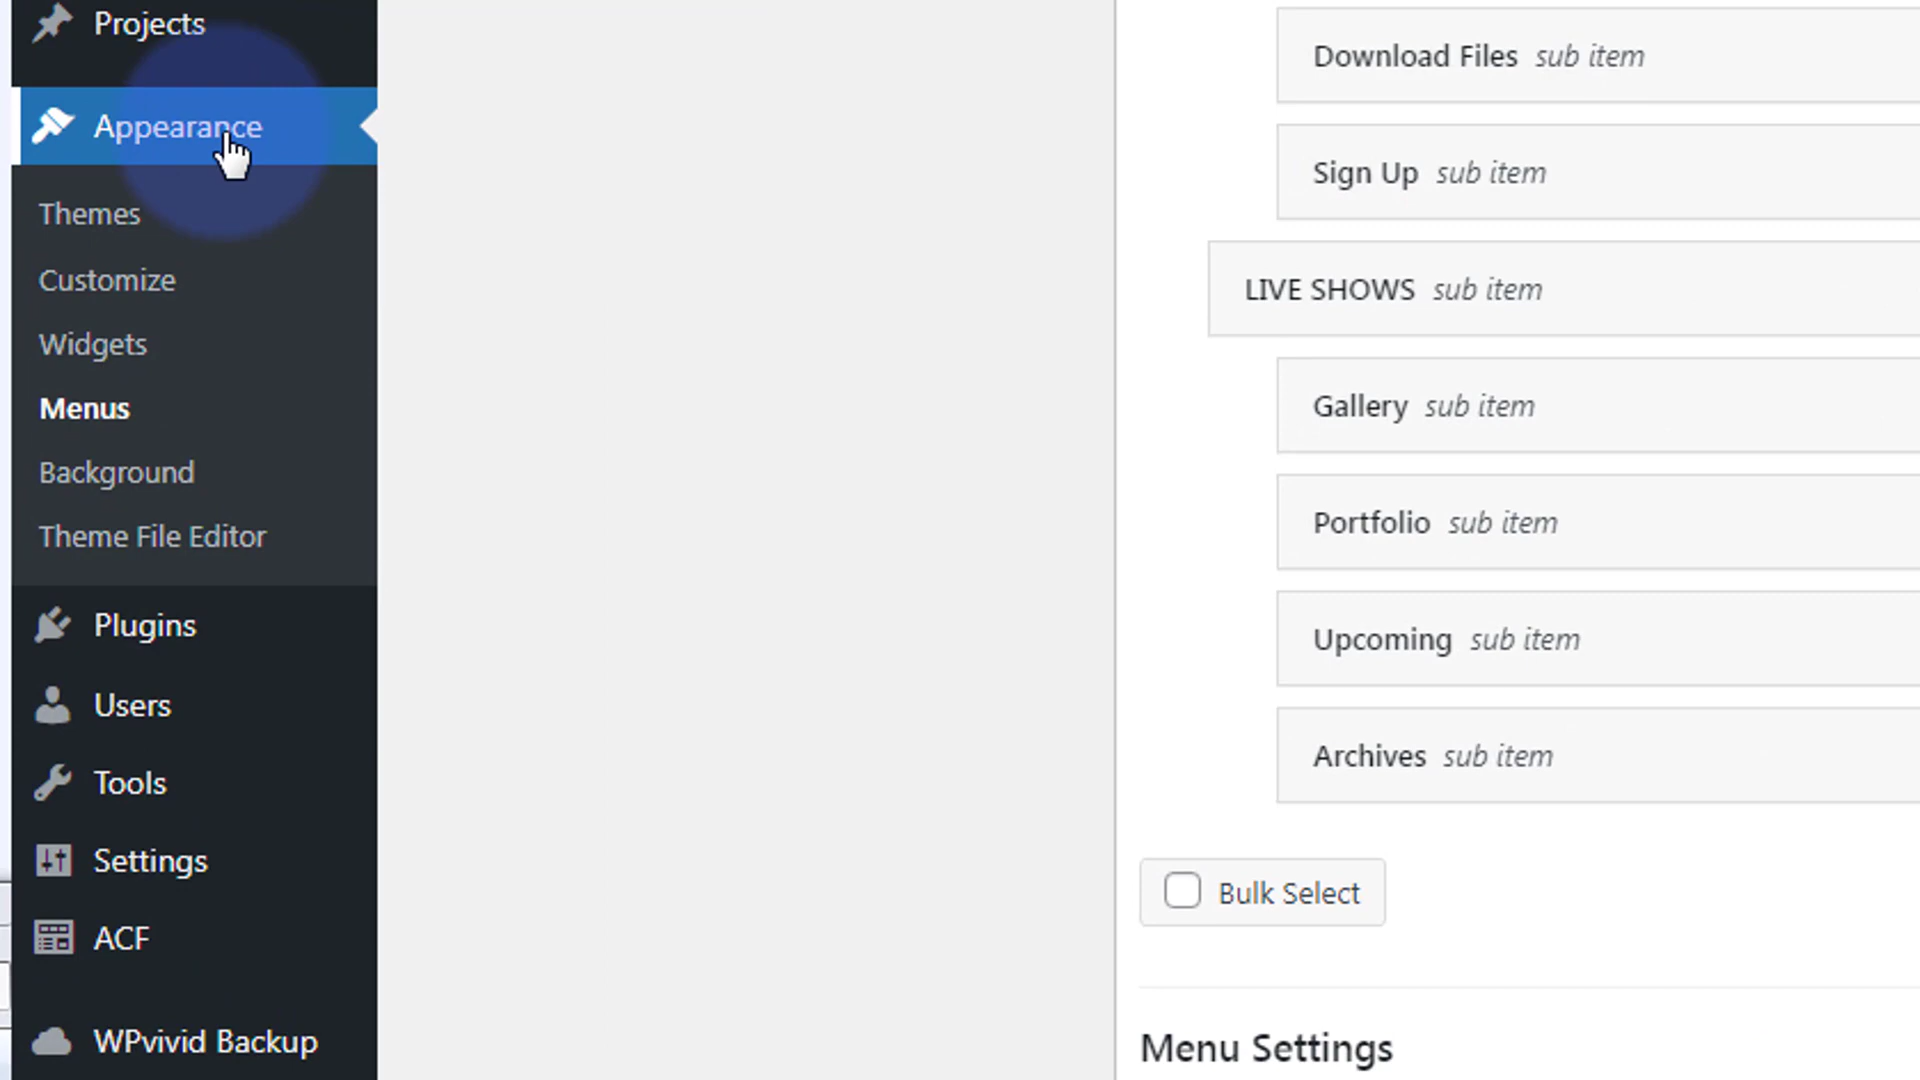 Projects
Appearance
Themes
Customize
Widgets
Menus
Background
Theme File Editor
Plugins
Users
Tools
Settings
ACF
WPvivid Backup
Download Files sub item
Sign Up sub item
LIVE SHOWS sub item
Gallery sub item
Portfolio sub item
Upcoming sub item
Archives sub item
Bulk Select
Menu Settings